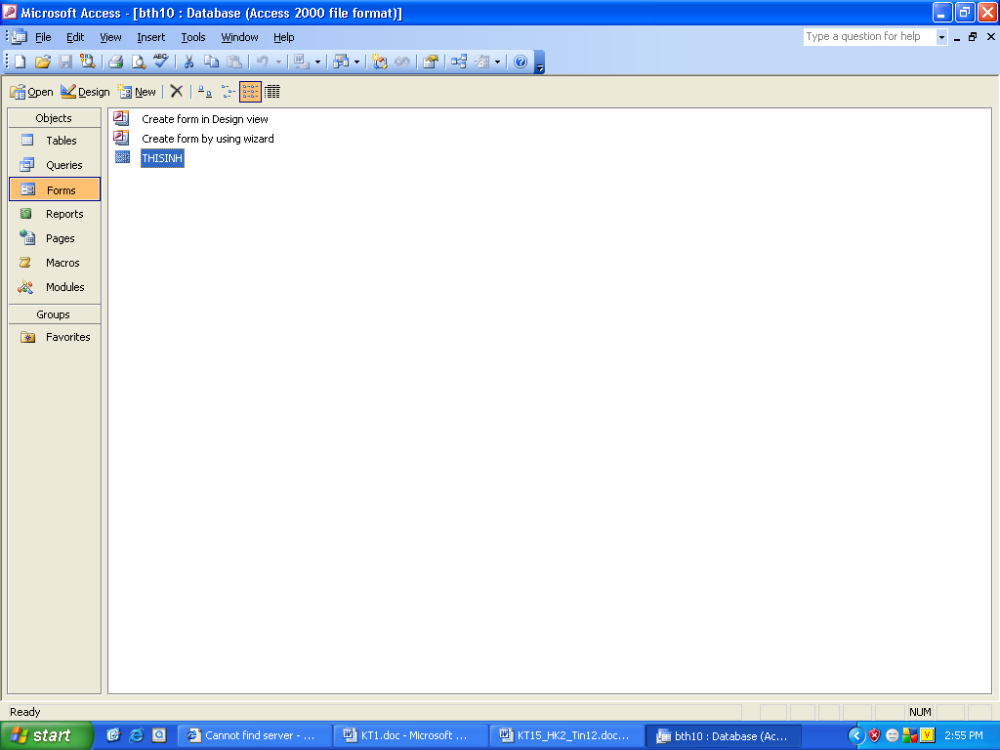 Microsoft Access - [bth10 : Database (Access 2000 file format)]
File Edit View Insert Tools Window Help
Type a question for help
Open Design New
Objects
Tables
Queries
Forms
Reports
Pages
Macros
Modules
Groups
Favorites
Create form in Design view
Create form by using wizard
THISINH
Ready
NUM
start
Cannot find server - ...
KT1.doc - Microsoft ...
KT15_HK2_Tin12.doc...
bth10 : Database (Ac...
V
2:55 PM